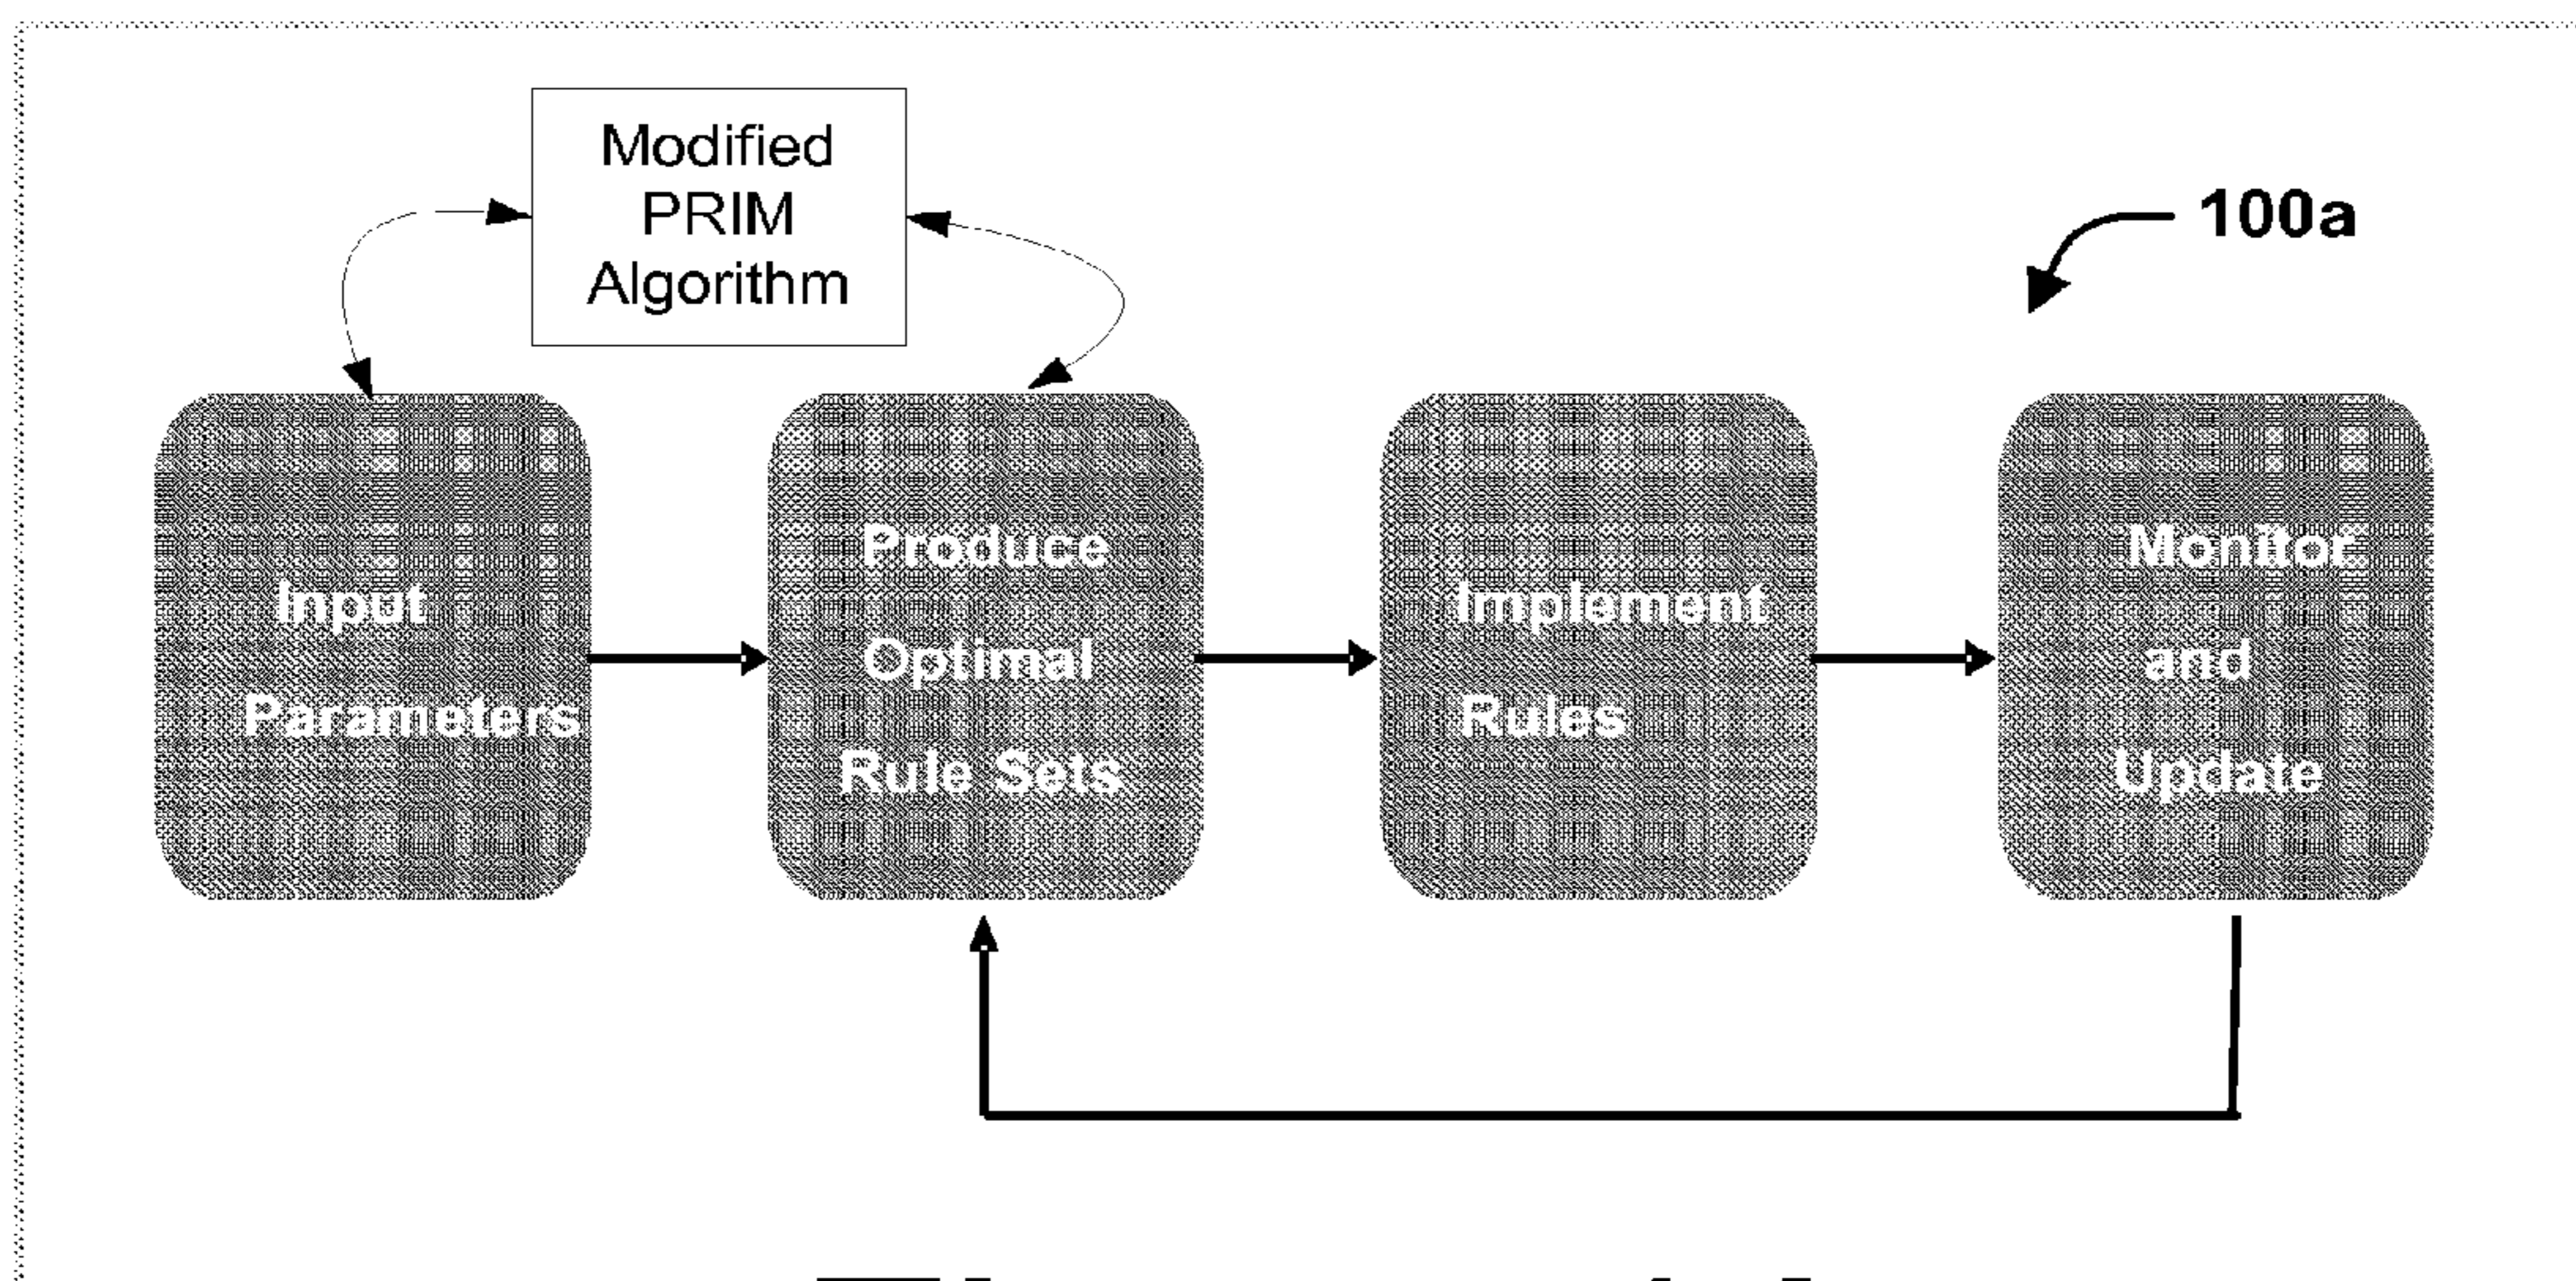 Modified
PRIM
Algorithm
100a
Input
Parameters
Produce
Optimal
Rule Sets
Implement
Rules
Monitor
and
Update